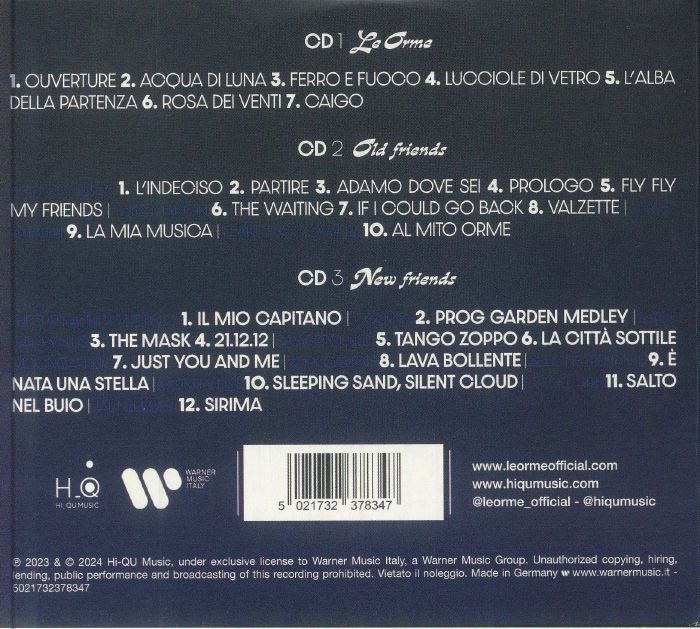 CD 1 Le Orme
1. OUVERTURE 2. ACQUA DI LUNA 3. FERRO E FUOCO 4. LUCCIOLE DI VETRO 5. L'ALBA
DELLA PARTENZA 6. ROSA DEI VENTI 7. CAIGO
CD 2 Old friends
1. L'INDECISO 2. PARTIRE 3. ADAMO DOVE SEI 4. PROLOGO 5. FLY FLY
MY FRIENDS | 6. THE WAITING 7. IF I COULD GO BACK 8. VALZETTE |
9. LA MIA MUSICA | 10. AL MITO ORME
CD 3 New friends
1. IL MIO CAPITANO | 2. PROG GARDEN MEDLEY |
3. THE MASK 4. 21.12.12 | 5. TANGO ZOPPO 6. LA CITTÀ SOTTILE
7. JUST YOU AND ME | 8. LAVA BOLLENTE | 9. È
NATA UNA STELLA | 10. SLEEPING SAND, SILENT CLOUD | 11. SALTO
NEL BUIO | 12. SIRIMA
H_Q
HI_QU MUSIC
WARNER
MUSIC
ITALY
5 021732 378347
www.leormeofficial.com
www.hiqumusic.com
@leorme_official - @hiqumusic
℗ 2023 & © 2024 Hi-QU Music, under exclusive license to Warner Music Italy, a Warner Music Group. Unauthorized copying, hiring,
lending, public performance and broadcasting of this recording prohibited. Vietato il noleggio. Made in Germany www.warnermusic.it -
5021732378347